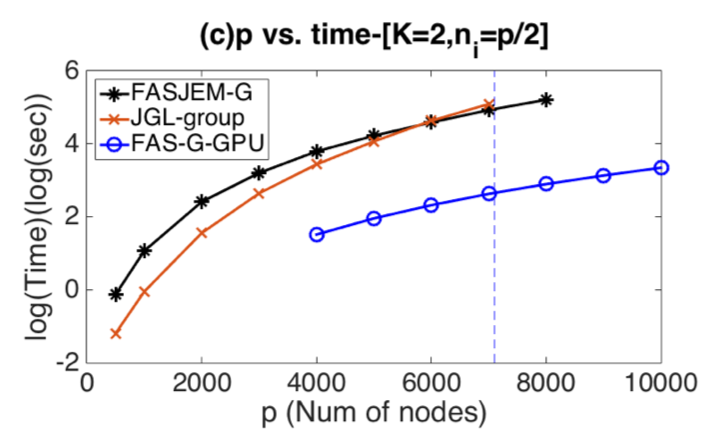 (c)p vs. time-[K=2,nᵢ=p/2]
log(Time)(log(sec))
6
4
2
0
-2
FASJEM-G
JGL-group
FAS-G-GPU
0 2000 4000 6000 8000 10000
p (Num of nodes)